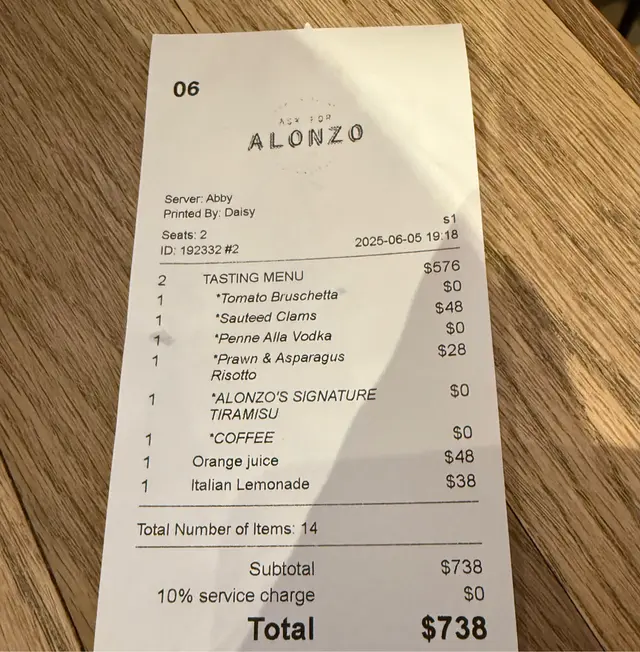 06
ASK FOR
ALONZO
Server: Abby
Printed By: Daisy
Seats: 2 s1
ID: 192332 #2 2025-06-05 19:18
2 TASTING MENU $576
1 *Tomato Bruschetta $0
1 *Sauteed Clams $48
1 *Penne Alla Vodka $0
1 *Prawn & Asparagus $28
Risotto
1 *ALONZO'S SIGNATURE $0
TIRAMISU
1 *COFFEE $0
1 Orange juice $48
1 Italian Lemonade $38
Total Number of Items: 14
Subtotal $738
10% service charge $0
Total $738